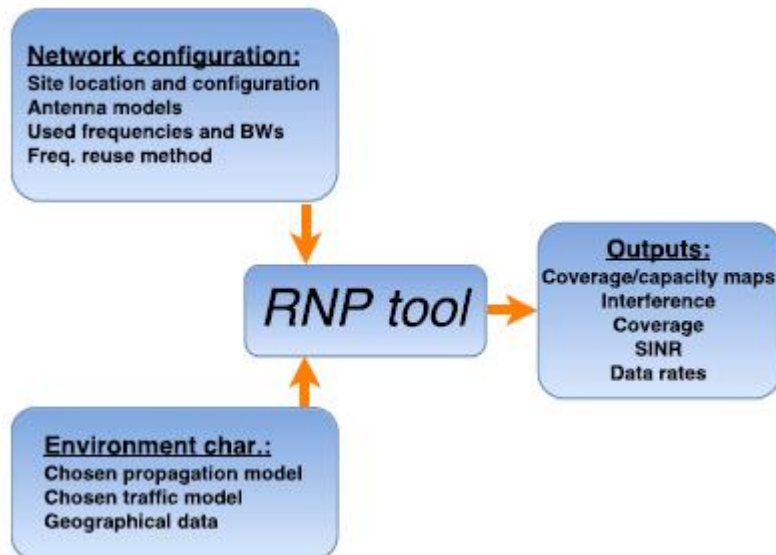 Network configuration:
Site location and configuration
Antenna models
Used frequencies and BWs
Freq. reuse method
RNP tool
Outputs:
Coverage/capacity maps
Interference
Coverage
SINR
Data rates
Environment char.:
Chosen propagation model
Chosen traffic model
Geographical data